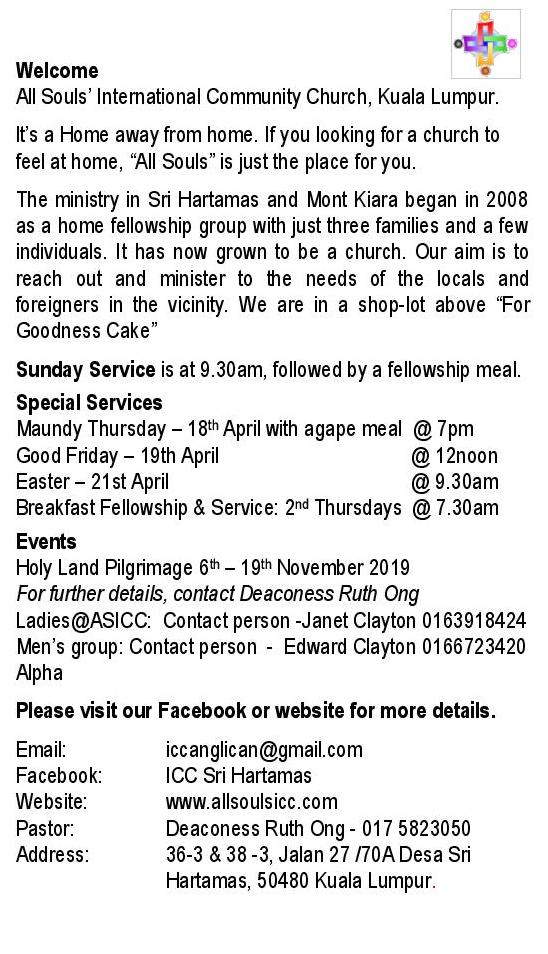 Welcome
All Souls' International Community Church, Kuala Lumpur.
It's a Home away from home. If you looking for a church to
feel at home, "All Souls" is just the place for you.
The ministry in Sri Hartamas and Mont Kiara began in 2008
as a home fellowship group with just three families and a few
individuals. It has now grown to be a church. Our aim is to
reach out and minister to the needs of the locals and
foreigners in the vicinity. We are in a shop-lot above "For
Goodness Cake"
Sunday Service is at 9.30am, followed by a fellowship meal.
Special Services
Maundy Thursday – 18th April with agape meal @ 7pm
Good Friday – 19th April @ 12noon
Easter – 21st April @ 9.30am
Breakfast Fellowship & Service: 2nd Thursdays @ 7.30am
Events
Holy Land Pilgrimage 6th – 19th November 2019
For further details, contact Deaconess Ruth Ong
Ladies@ASICC: Contact person -Janet Clayton 0163918424
Men's group: Contact person - Edward Clayton 0166723420
Alpha
Please visit our Facebook or website for more details.
Email: iccanglican@gmail.com
Facebook: ICC Sri Hartamas
Website: www.allsoulsicc.com
Pastor: Deaconess Ruth Ong - 017 5823050
Address: 36-3 & 38 -3, Jalan 27 /70A Desa Sri
Hartamas, 50480 Kuala Lumpur.